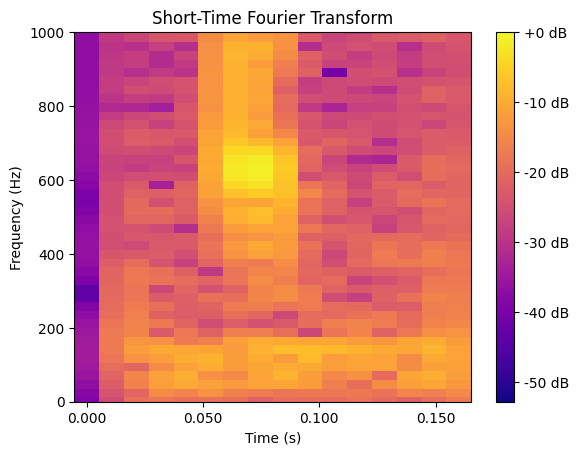 Short-Time Fourier Transform
1000
800
600
400
200
0
Frequency (Hz)
0.000
0.050
0.100
0.150
Time (s)
+0 dB
-10 dB
-20 dB
-30 dB
-40 dB
-50 dB